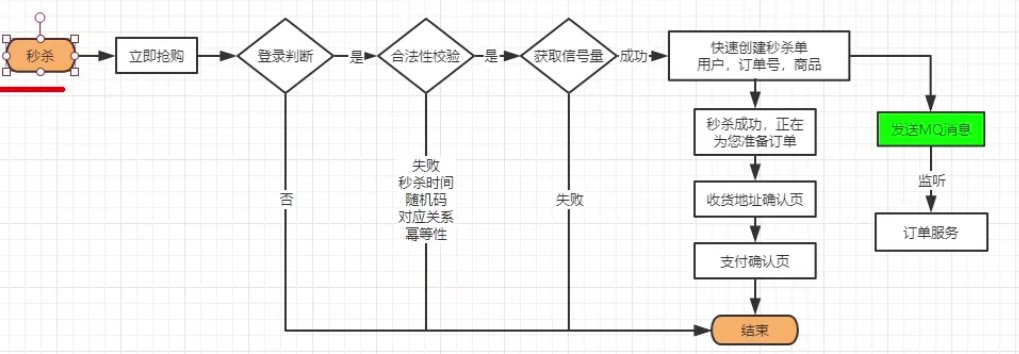 秒杀
立即抢购
登录判断
是
合法性校验
是
获取信号量
成功
快速创建秒杀单
用户，订单号，商品
发送MQ消息
秒杀成功，正在
为您准备订单
失败
秒杀时间
随机码
对应关系
幂等性
否
失败
收货地址确认页
监听
订单服务
支付确认页
结束